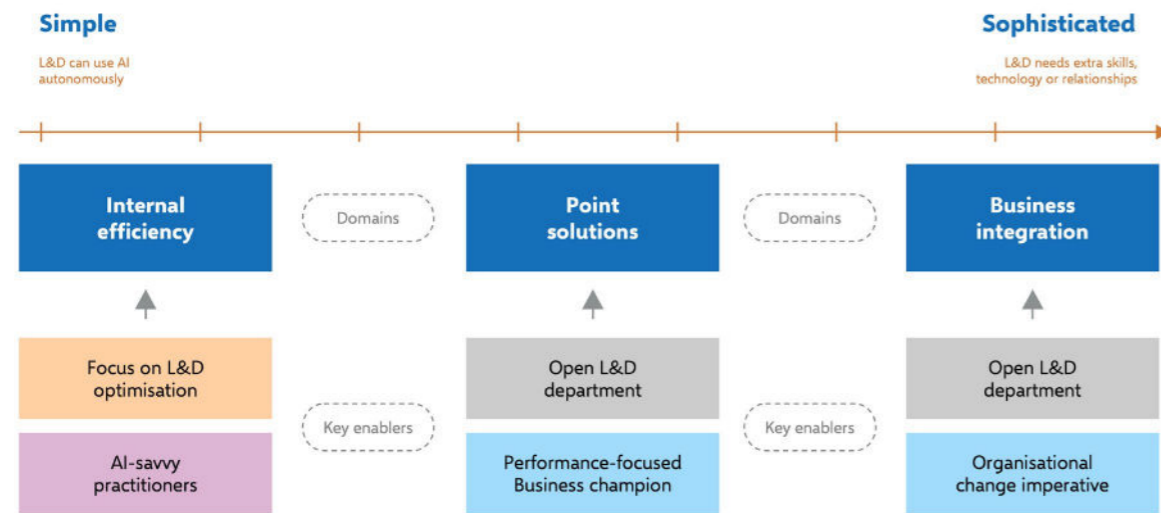 Simple
Sophisticated
L&D can use AI
autonomously
L&D needs extra skills,
technology or relationships
Internal
efficiency
Domains
Point
solutions
Domains
Business
integration
Focus on L&D
optimisation
Open L&D
department
Open L&D
department
Key enablers
Key enablers
AI-savvy
practitioners
Performance-focused
Business champion
Organisational
change imperative